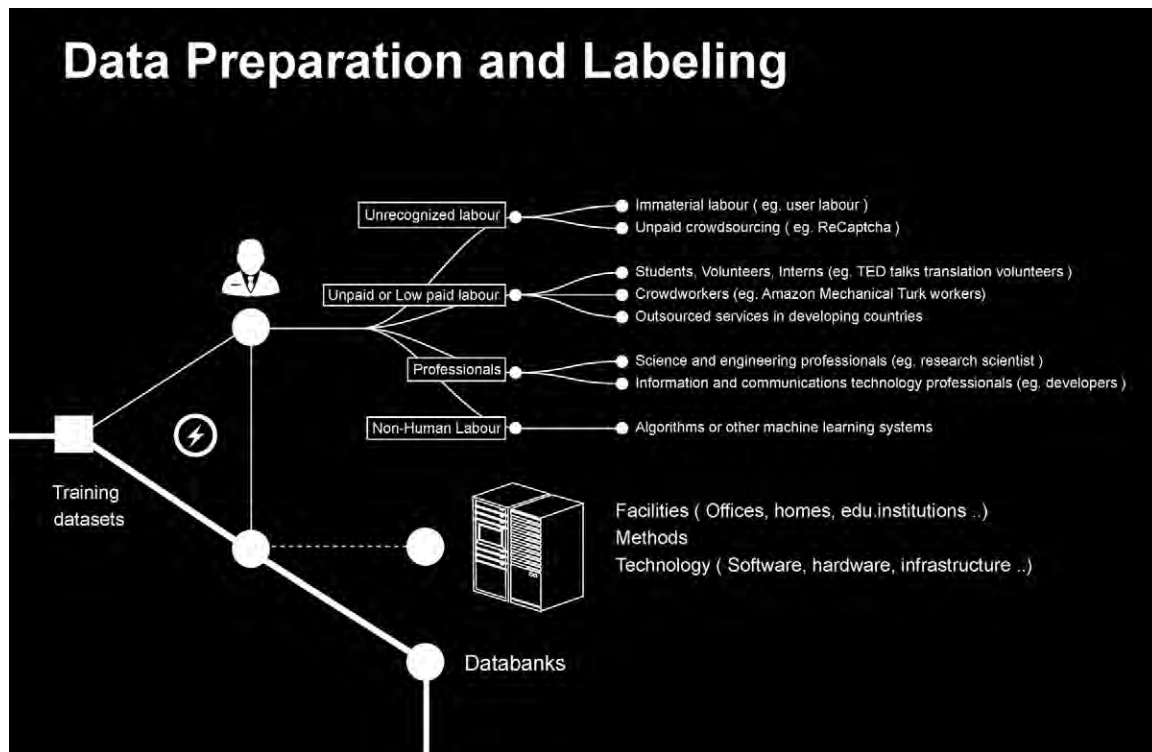 Data Preparation and Labeling
Unrecognized labour
Immaterial labour ( eg. user labour )
Unpaid crowdsourcing ( eg. ReCaptcha )
Unpaid or Low paid labour
Students, Volunteers, Interns (eg. TED talks translation volunteers )
Crowdworkers (eg. Amazon Mechanical Turk workers)
Outsourced services in developing countries
Professionals
Science and engineering professionals (eg. research scientist )
Information and communications technology professionals (eg. developers )
Non-Human Labour
Algorithms or other machine learning systems
Training
datasets
Facilities ( Offices, homes, edu.institutions ..)
Methods
Technology ( Software, hardware, infrastructure ..)
Databanks